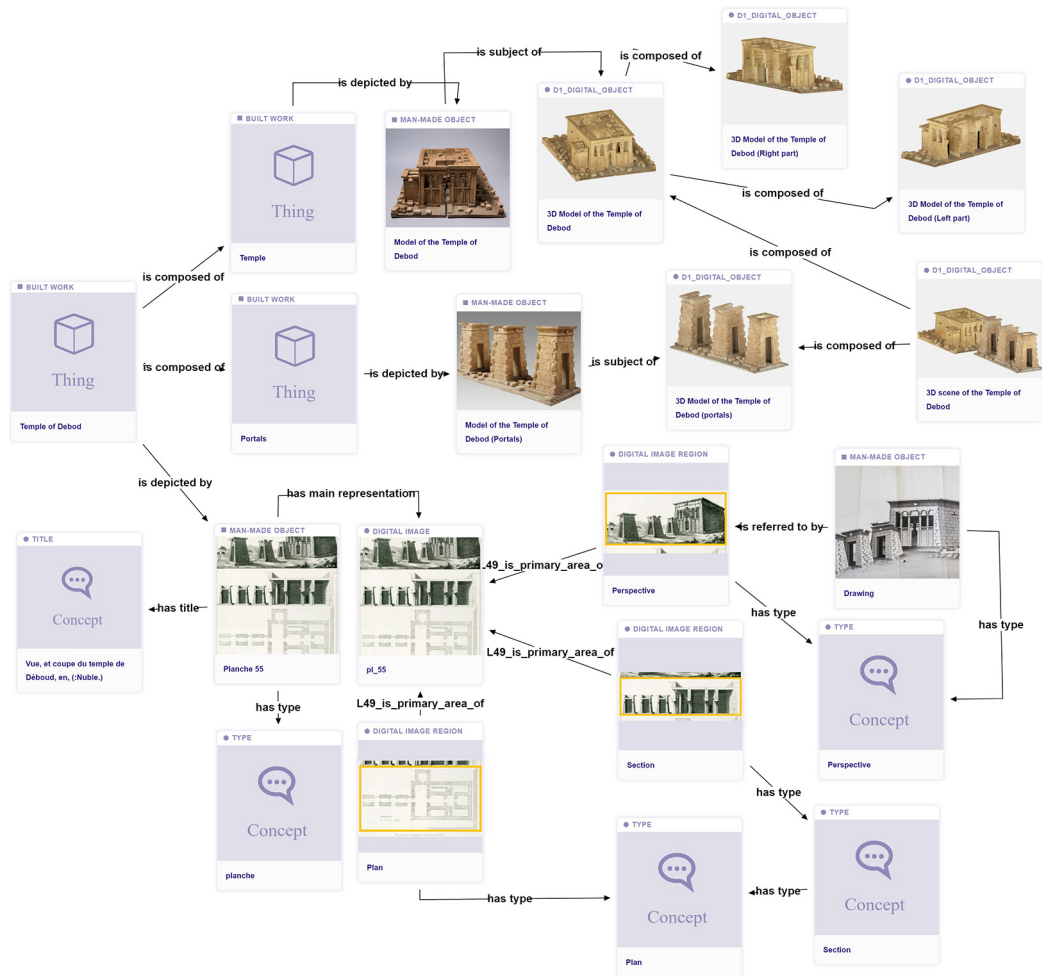 D1_DIGITAL_OBJECT
3D Model of the Temple of
Debod (Right part)
is subject of
is composed of
is depicted by
D1_DIGITAL_OBJECT
3D Model of the Temple of
Debod
D1_DIGITAL_OBJECT
3D Model of the Temple of
Debod (Left part)
BUILT WORK
Thing
Temple
MAN-MADE OBJECT
Model of the Temple of
Debod
is composed of
is composed of
is composed of
BUILT WORK
Thing
Temple of Debod
is composed of
BUILT WORK
Thing
Portals
is depicted by
MAN-MADE OBJECT
Model of the Temple of
Debod (Portals)
is subject of
D1_DIGITAL_OBJECT
3D Model of the Temple of
Debod (portals)
is composed of
D1_DIGITAL_OBJECT
3D scene of the Temple of
Debod
is depicted by
has main representation
DIGITAL IMAGE REGION
Perspective
is referred to by
MAN-MADE OBJECT
Drawing
TITLE
Concept
Vue, et coupe du temple de
Déboud, en, (:Nubie.)
has title
MAN-MADE OBJECT
Planche 55
DIGITAL IMAGE
pl_55
L49_is_primary_area_of
has type
has type
L49_is_primary_area_of
DIGITAL IMAGE REGION
Section
TYPE
Concept
Perspective
has type
L49_is_primary_area_of
TYPE
Concept
planche
DIGITAL IMAGE REGION
Plan
has type
has type
TYPE
Concept
Plan
has type
TYPE
Concept
Section